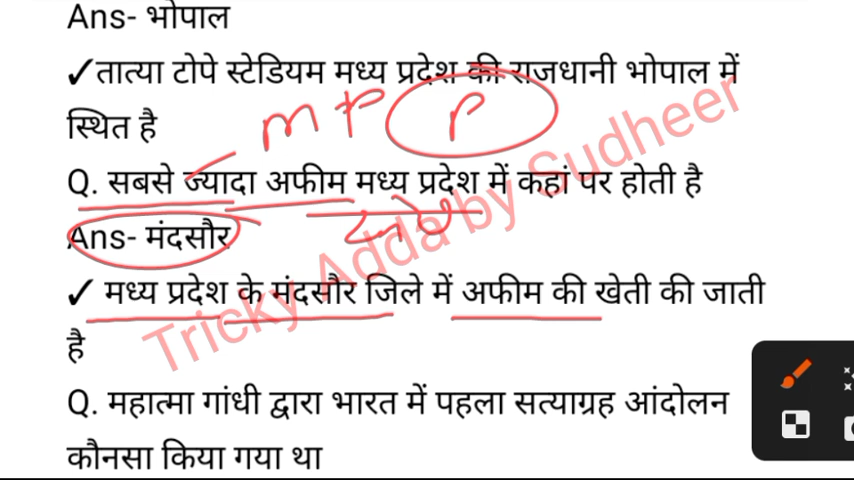 Ans- भोपाल
✓तात्या टोपे स्टेडियम मध्य प्रदेश की राजधानी भोपाल में
स्थित है
m p P
Q. सबसे ज्यादा अफीम मध्य प्रदेश में कहां पर होती है
Ans- मंदसौर
✓ मध्य प्रदेश के मंदसौर जिले में अफीम की खेती की जाती
है
Q. महात्मा गांधी द्वारा भारत में पहला सत्याग्रह आंदोलन
कौनसा किया गया था
Tricky Adda by Sudheer